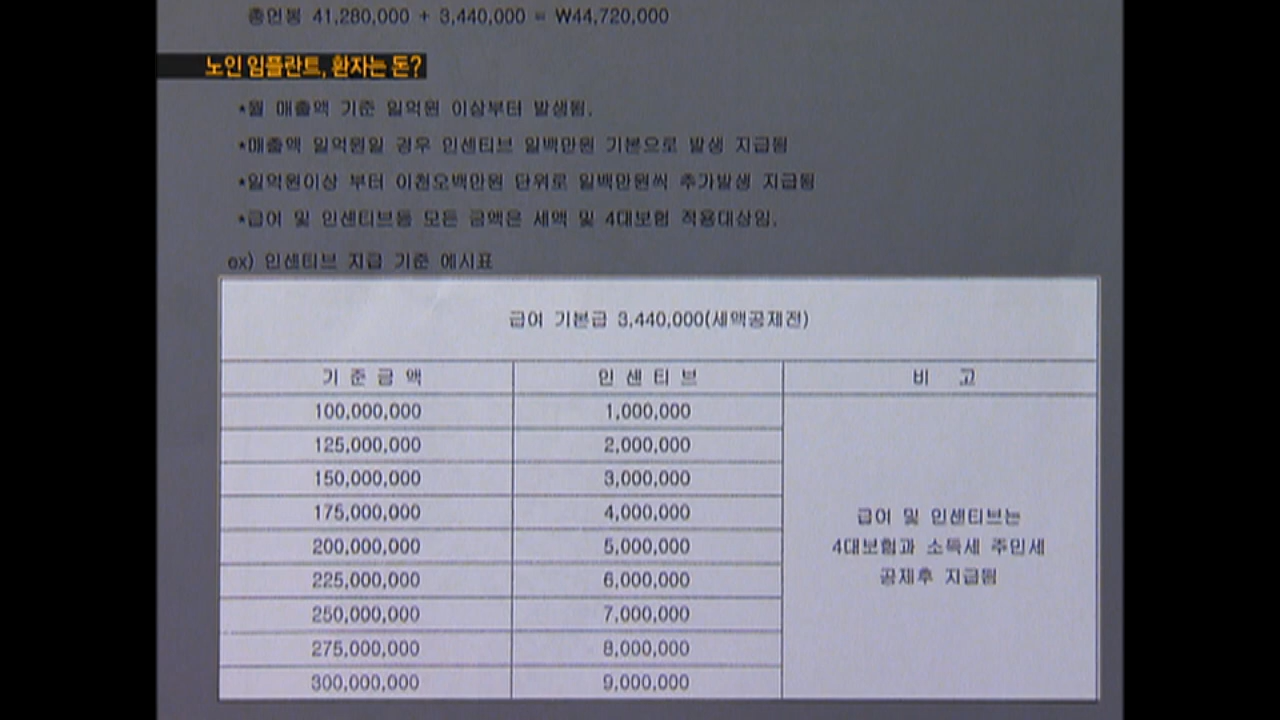 총연봉 41,280,000 + 3,440,000 = ₩44,720,000
노인 임플란트, 환자는 돈?
*월 매출액 기준 일억원 이상부터 발생됨.
*매출액 일억원일 경우 인센티브 일백만원 기본으로 발생 지급됨
*일억원이상 부터 이천오백만원 단위로 일백만원씩 추가발생 지급됨
*급여 및 인센티브등 모든 금액은 세액 및 4대보험 적용대상임.
ex) 인센티브 지급 기준 예시표
급여 기본급 3,440,000(세액공제전)
기 준 금 액 인 센 티 브 비 고
100,000,000 1,000,000
125,000,000 2,000,000
150,000,000 3,000,000
175,000,000 4,000,000
200,000,000 5,000,000
225,000,000 6,000,000
250,000,000 7,000,000
275,000,000 8,000,000
300,000,000 9,000,000
급여 및 인센티브는
4대보험과 소득세 주민세
공제후 지급됨